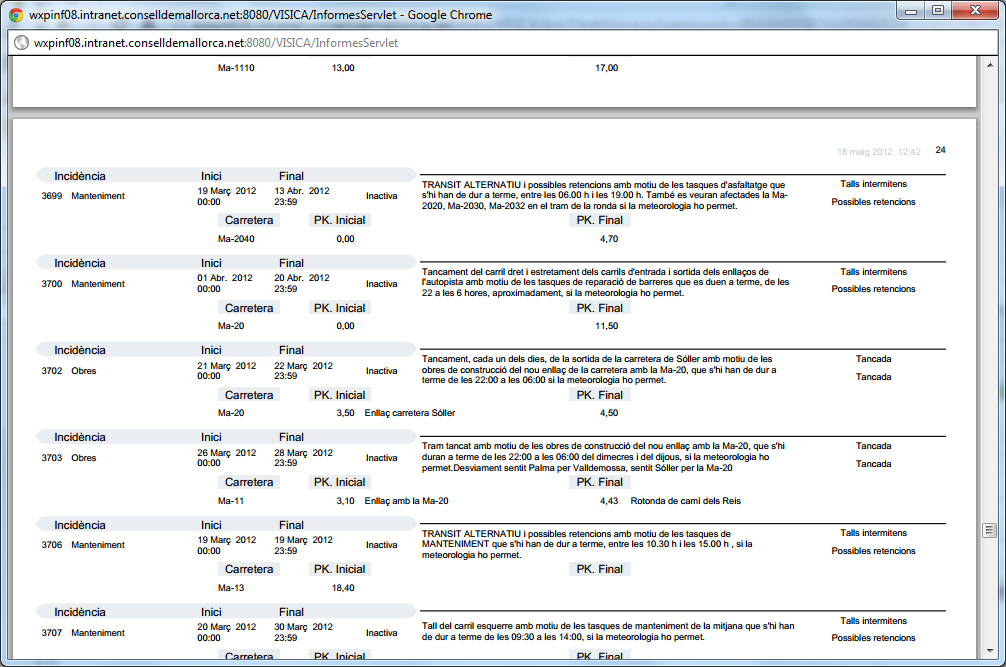 wxpinf08.intranet.conselldemallorca.net:8080/VISICA/InformesServlet - Google Chrome
wxpinf08.intranet.conselldemallorca.net:8080/VISICA/InformesServlet
Ma-1110 13,00 17,00
18 maig 2012 12:42 24
Incidència Inici Final
3699 Manteniment 19 Març 2012 00:00 13 Abr. 2012 23:59 Inactiva
TRANSIT ALTERNATIU i possibles retencions amb motiu de les tasques d'asfaltatge que
s'hi han de dur a terme, entre les 06.00 h i les 19.00 h. També es veuran afectades la Ma-
2020, Ma-2030, Ma-2032 en el tram de la ronda si la meteorologia ho permet.
Talls intermitens
Possibles retencions
Carretera PK. Inicial PK. Final
Ma-2040 0,00 4,70
Incidència Inici Final
3700 Manteniment 01 Abr. 2012 00:00 20 Abr. 2012 23:59 Inactiva
Tancament del carril dret i estretament dels carrils d'entrada i sortida dels enllaços de
l'autopista amb motiu de les tasques de reparació de barreres que es duen a terme, de les
22 a les 6 hores, aproximadament, si la meteorologia ho permet.
Talls intermitens
Possibles retencions
Carretera PK. Inicial PK. Final
Ma-20 0,00 11,50
Incidència Inici Final
3702 Obres 21 Març 2012 00:00 22 Març 2012 23:59 Inactiva
Tancament, cada un dels dies, de la sortida de la carretera de Sóller amb motiu de les
obres de construcció del nou enllaç de la carretera amb la Ma-20, que s'hi han de dur a
terme de les 22:00 a les 06:00 si la meteorologia ho permet.
Tancada
Tancada
Carretera PK. Inicial PK. Final
Ma-20 3,50 Enllaç carretera Sóller 4,50
Incidència Inici Final
3703 Obres 26 Març 2012 00:00 28 Març 2012 23:59 Inactiva
Tram tancat amb motiu de les obres de construcció del nou enllaç amb la Ma-20, que s'hi
duran a terme de les 22:00 a les 06:00 del dimecres i del dijous, si la meteorologia ho
permet.Desviament sentit Palma per Valldemossa, sentit Sóller per la Ma-20
Tancada
Tancada
Carretera PK. Inicial PK. Final
Ma-11 3,10 Enllaç amb la Ma-20 4,43 Rotonda de camí dels Reis
Incidència Inici Final
3706 Manteniment 19 Març 2012 00:00 19 Març 2012 23:59 Inactiva
TRANSIT ALTERNATIU i possibles retencions amb motiu de les tasques de
MANTENIMENT que s'hi han de dur a terme, entre les 10.30 h i les 15.00 h , si la
meteorologia ho permet.
Talls intermitens
Possibles retencions
Carretera PK. Inicial PK. Final
Ma-13 18,40
Incidència Inici Final
3707 Manteniment 20 Març 2012 00:00 30 Març 2012 23:59 Inactiva
Tall del carril esquerre amb motiu de les tasques de manteniment de la mitjana que s'hi han
de dur a terme de les 09:30 a les 14:00, si la meteorologia ho permet.
Talls intermitens
Possibles retencions
Carretera PK. Inicial PK. Final